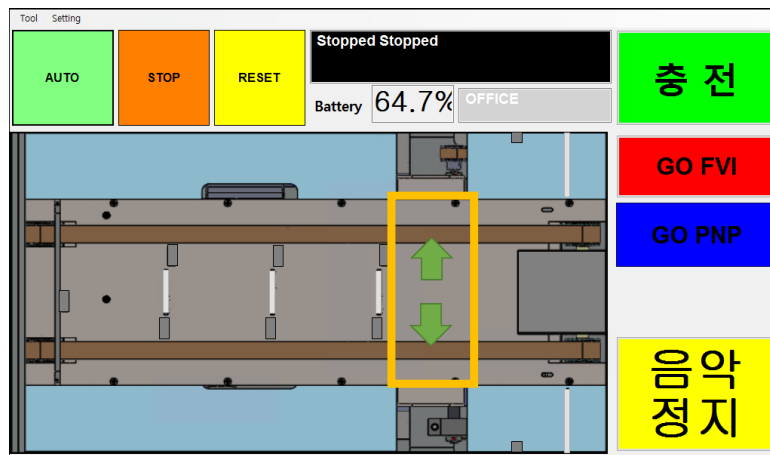 Tool Setting
AUTO
STOP
RESET
Stopped Stopped
Battery 64.7% OFFICE
충 전
GO FVI
GO PNP
음악
정지